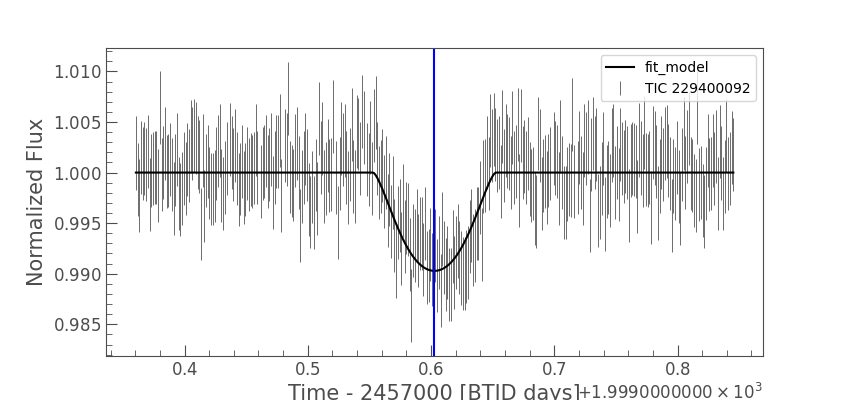 fit_model
TIC 229400092
1.010
1.005
1.000
0.995
0.990
0.985
Normalized Flux
0.4 0.5 0.6 0.7 0.8
Time - 2457000 [BTJD days]
+1.9990000000 × 10³